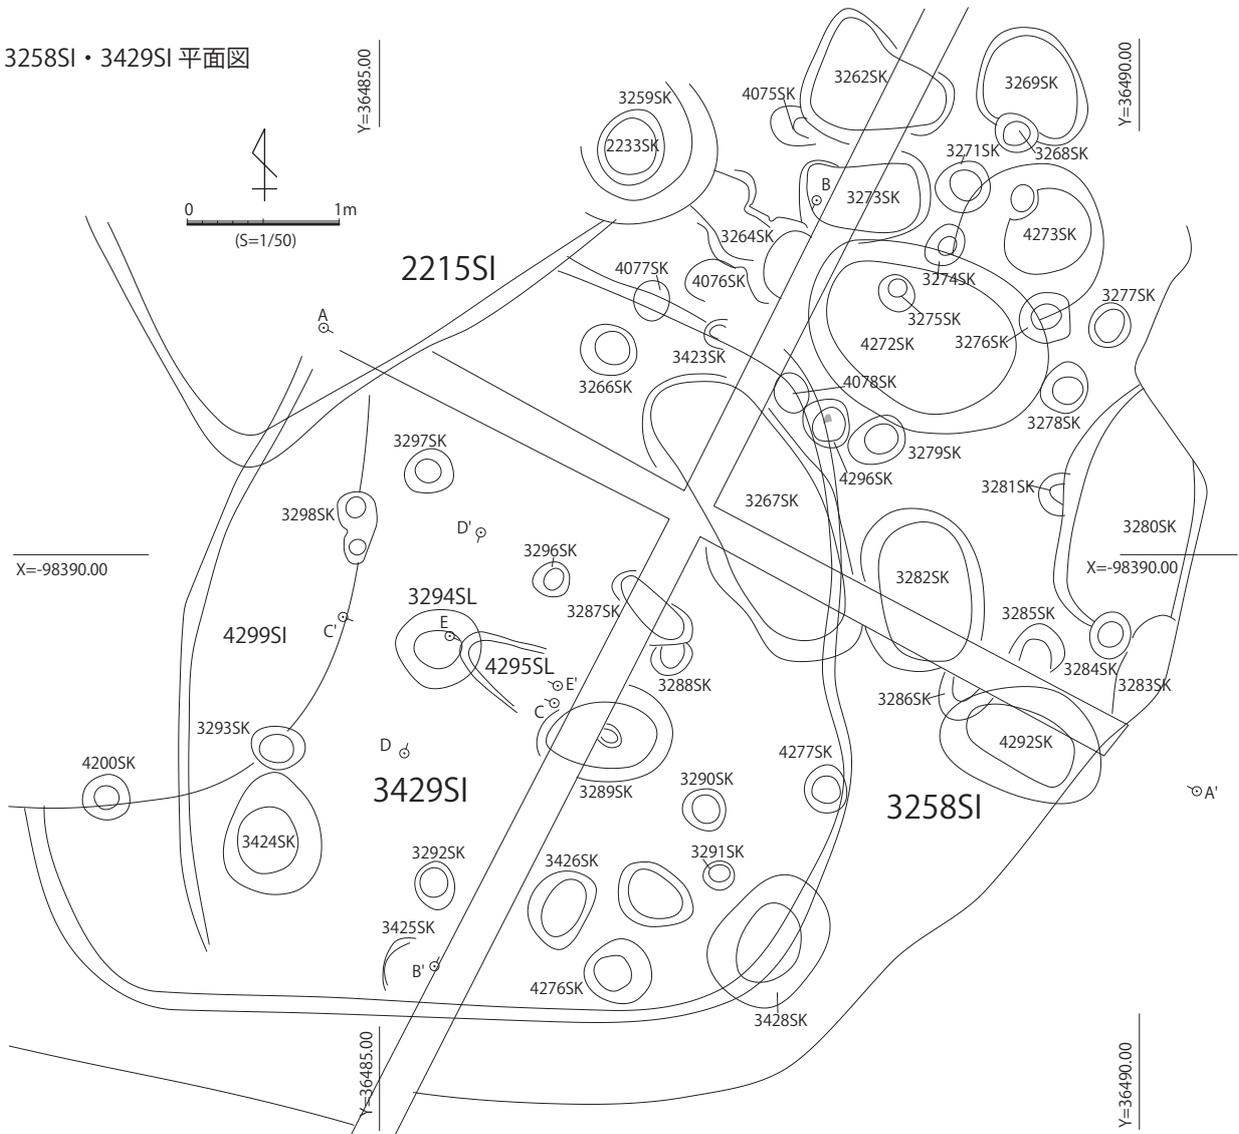 3258SI・3429SI 平面図
Y=36485.00
Y=36490.00
3262SK
3269SK
4075SK
3259SK
2233SK
3271SK
3268SK
0
1m
(S=1/50)
B
3273SK
4273SK
3264SK
2215SI
4077SK
4076SK
3274SK
3277SK
A
3275SK
4272SK
3276SK
3423SK
3266SK
4078SK
3278SK
3297SK
3279SK
4296SK
3281SK
3298SK
D'
3267SK
3280SK
X=-98390.00
3296SK
X=-98390.00
3282SK
3294SL
3287SK
3285SK
E
C'
4299SI
4295SL
3284SK
3288SK
E'
3283SK
3286SK
C
3293SK
D
4292SK
4277SK
4200SK
3429SI
3289SK
3290SK
A'
3258SI
3424SK
3292SK
3426SK
3291SK
3425SK
B'
4276SK
3428SK
Y=36485.00
Y=36490.00